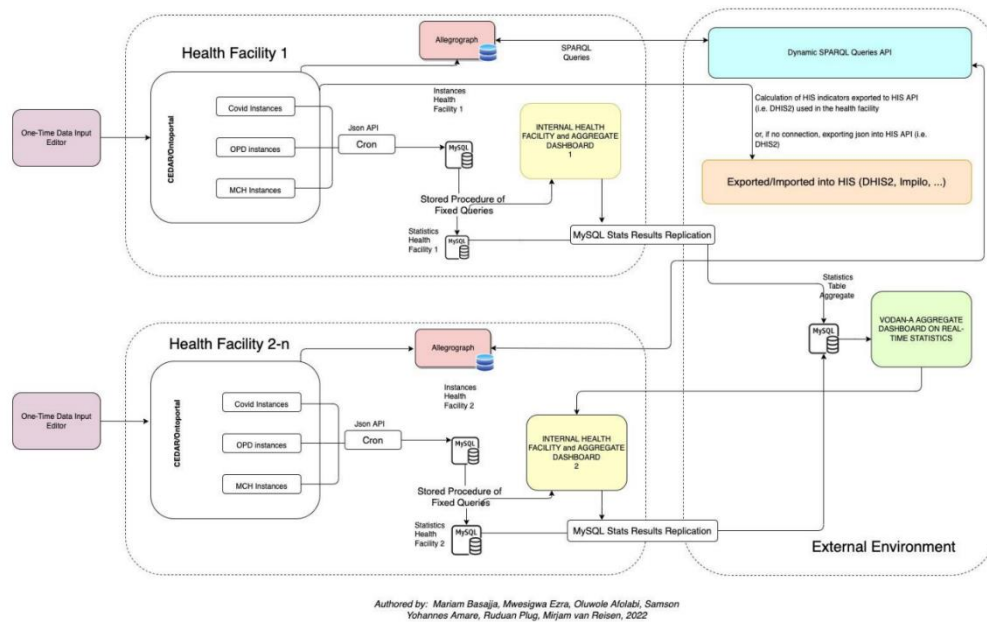 Health Facility 1
One-Time Data Input
Editor
CEDAR/Ontoportal
Covid Instances
OPD instances
MCH Instances
Json API
Cron
Allegrograph
Instances
Health
Facility 1
MySQL
Stored Procedure of
Fixed Queries
Statistics
Health
Facility 1
MySQL
INTERNAL HEALTH
FACILITY and AGGREGATE
DASHBOARD
1
SPARQL
Queries
MySQL Stats Results Replication
Dynamic SPARQL Queries API
Calculation of HIS indicators exported to HIS API
(i.e. DHIS2) used in the health facility
or, if no connection, exporting json into HIS API (i.e.
DHIS2)
Exported/Imported into HIS (DHIS2, Impilo, ...)
Statistics
Table
Aggregate
MySQL
VODAN-A AGGREGATE
DASHBOARD ON REAL-
TIME STATISTICS
Health Facility 2-n
One-Time Data Input
Editor
CEDAR/Ontoportal
Covid Instances
OPD instances
MCH Instances
Json API
Cron
Allegrograph
Instances
Health
Facility 2
MySQL
Stored Procedure of
Fixed Queries
Statistics
Health
Facility 2
MySQL
INTERNAL HEALTH
FACILITY and AGGREGATE
DASHBOARD
2
MySQL Stats Results Replication
External Environment
Authored by: Mariam Basajja, Mwesigwa Ezra, Oluwole Afolabi, Samson
Yohannes Amare, Ruduan Plug, Mirjam van Reisen, 2022